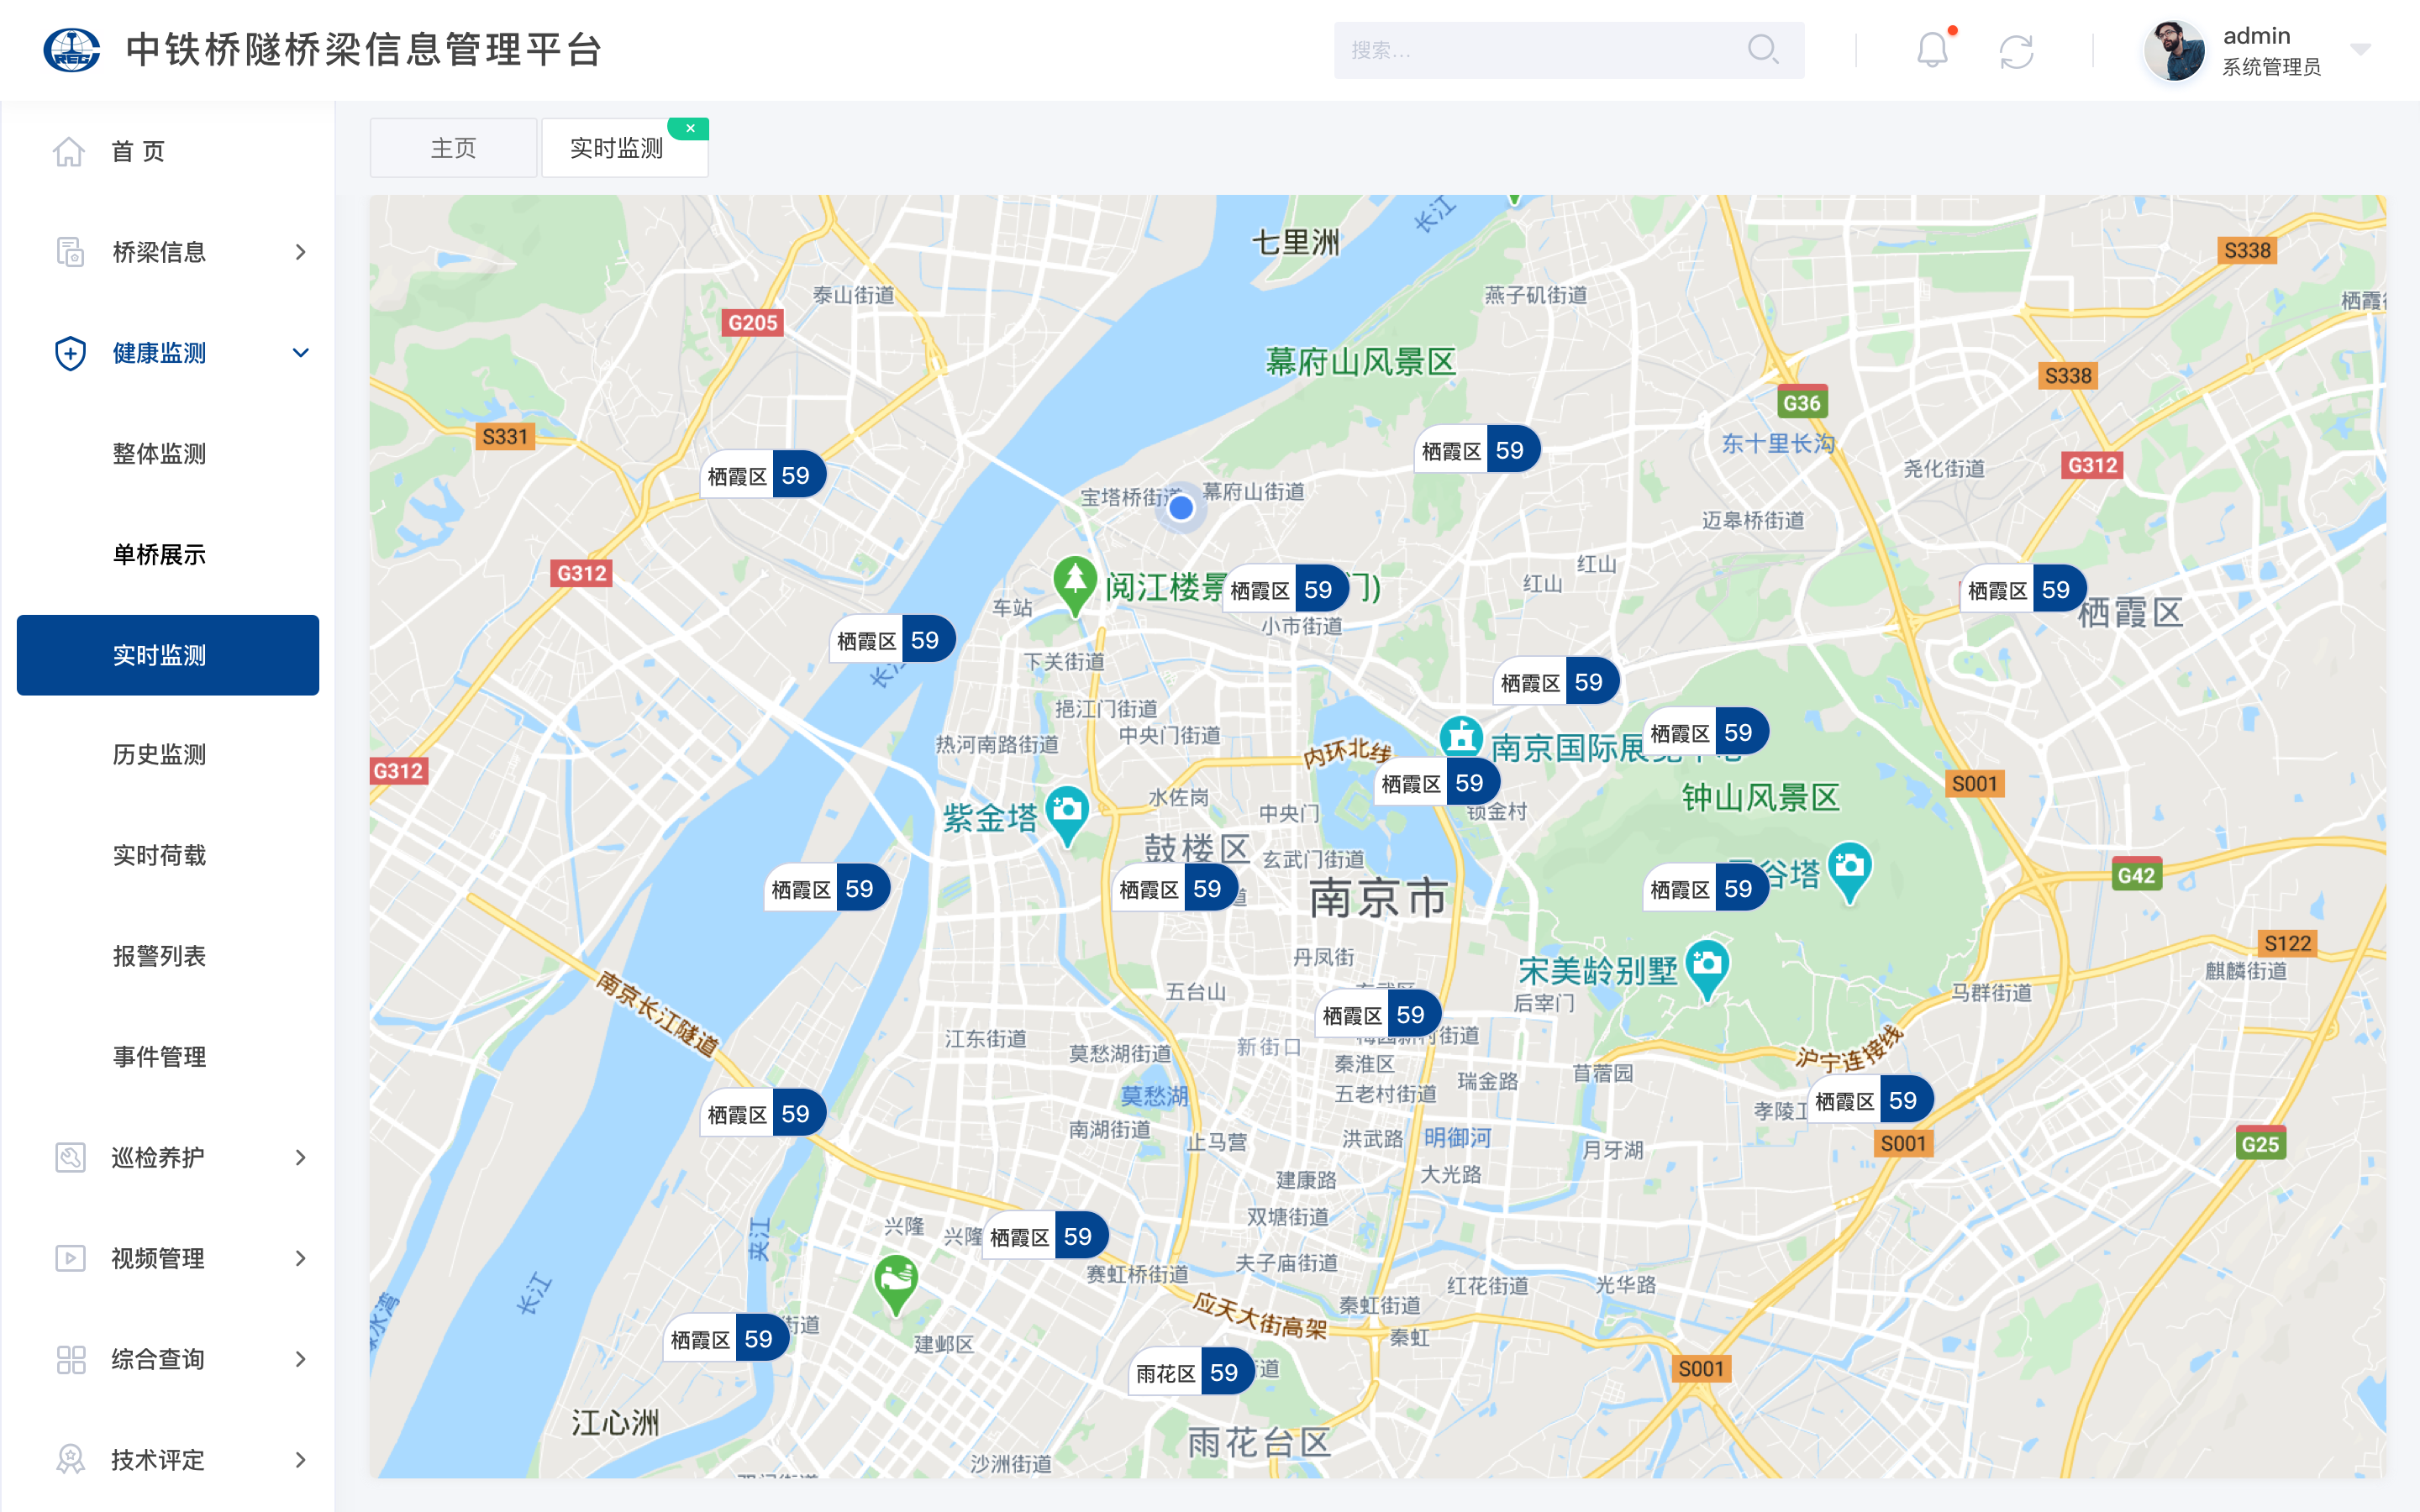 中铁桥隧桥梁信息管理平台
搜索...
admin
系统管理员
首 页
桥梁信息
健康监测
整体监测
单桥展示
实时监测
历史监测
实时荷载
报警列表
事件管理
巡检养护
视频管理
综合查询
技术评定
主页
实时监测
七里洲
长江
S338
泰山街道
燕子矶街道
G205
幕府山风景区
S338
G36
S331
东十里长沟
栖霞区 59
栖霞区 59
尧化街道
G312
宝塔桥街道
幕府山街道
迈皋桥街道
G312
红山
红山
阅江楼景
门)
栖霞区 59
栖霞区 59
栖霞区
车站
小市街道
栖霞区 59
长江
下关街道
栖霞区 59
挹江门街道
中央门街道
热河南路街道
内环北线
南京国际展
栖霞区 59
G312
栖霞区 59
S001
水佐岗
中央门
锁金村
钟山风景区
紫金塔
鼓楼区
玄武门街道
谷塔
G42
栖霞区 59
栖霞区 59
栖霞区 59
南京市
丹凤街
S122
麒麟街道
宋美龄别墅
五台山
后宰门
马群街道
南京长江隧道
栖霞区 59
江东街道
莫愁湖街道
新街口
街道
秦淮区
沪宁连接线
瑞金路
苜蓿园
莫愁湖
五老村街道
栖霞区 59
孝陵
栖霞区 59
南湖街道
止马营
洪武路
明御河
月牙湖
S001
G25
建康路
大光路
兴隆
兴隆
栖霞区 59
双塘街道
夹江
赛虹桥街道
夫子庙街道
长江
红花街道
光华路
应天大街高架
秦虹街道
栖霞区 59
街道
建邺区
秦虹
雨花区 59
道
S001
江心洲
雨花台区
沙洲街道